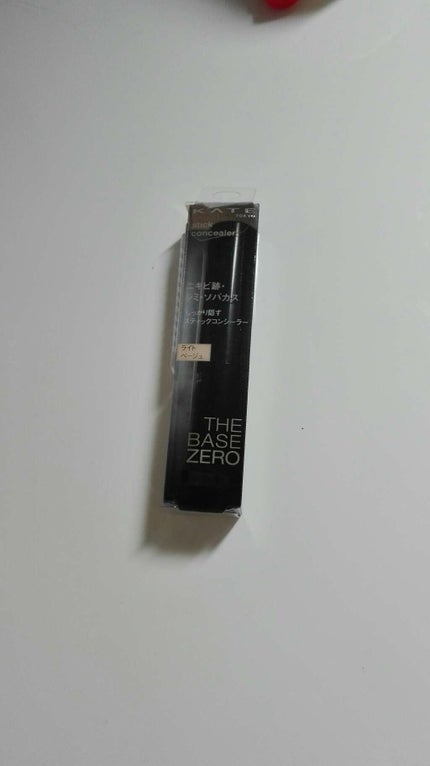 KATE
TOKYO
stick
concealer
ニキビ跡・
シミ・ソバカス
しっかり隠す
スティックコンシーラー
ライト
ベージュ
THE
BASE
ZERO